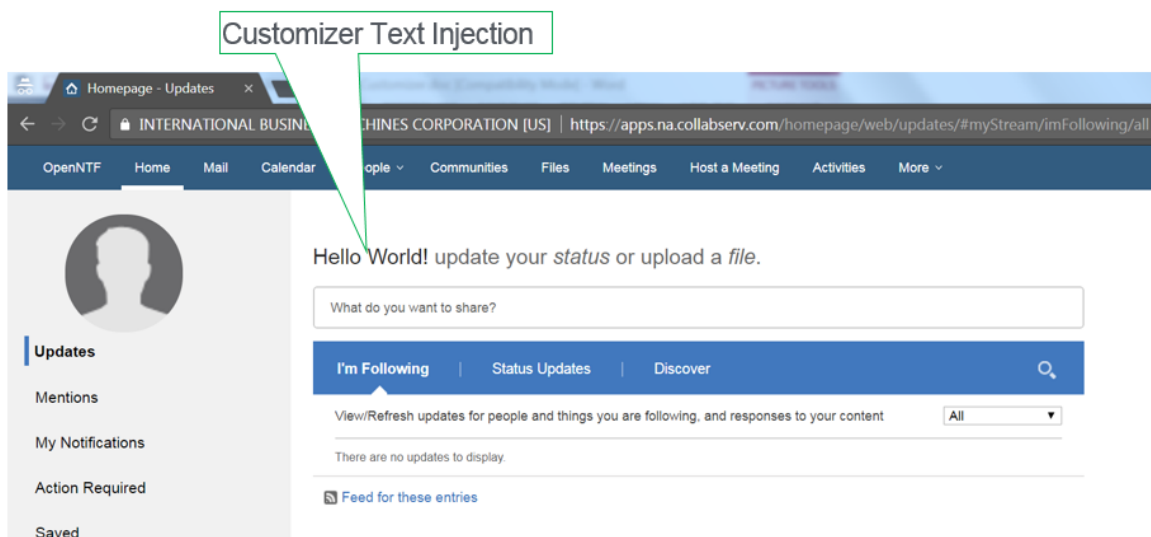 Customizer Text Injection
Homepage - Updates ×
INTERNATIONAL BUSINE CHINES CORPORATION [US] | https://apps.na.collabserv.com/homepage/web/updates/#myStream/imFollowing/all
OpenNTF Home Mail Calendar ople Communities Files Meetings Host a Meeting Activities More
Hello World! update your status or upload a file.
What do you want to share?
Updates
I'm Following | Status Updates | Discover
Mentions
View/Refresh updates for people and things you are following, and responses to your content All
My Notifications
There are no updates to display.
Action Required
Feed for these entries
Saved